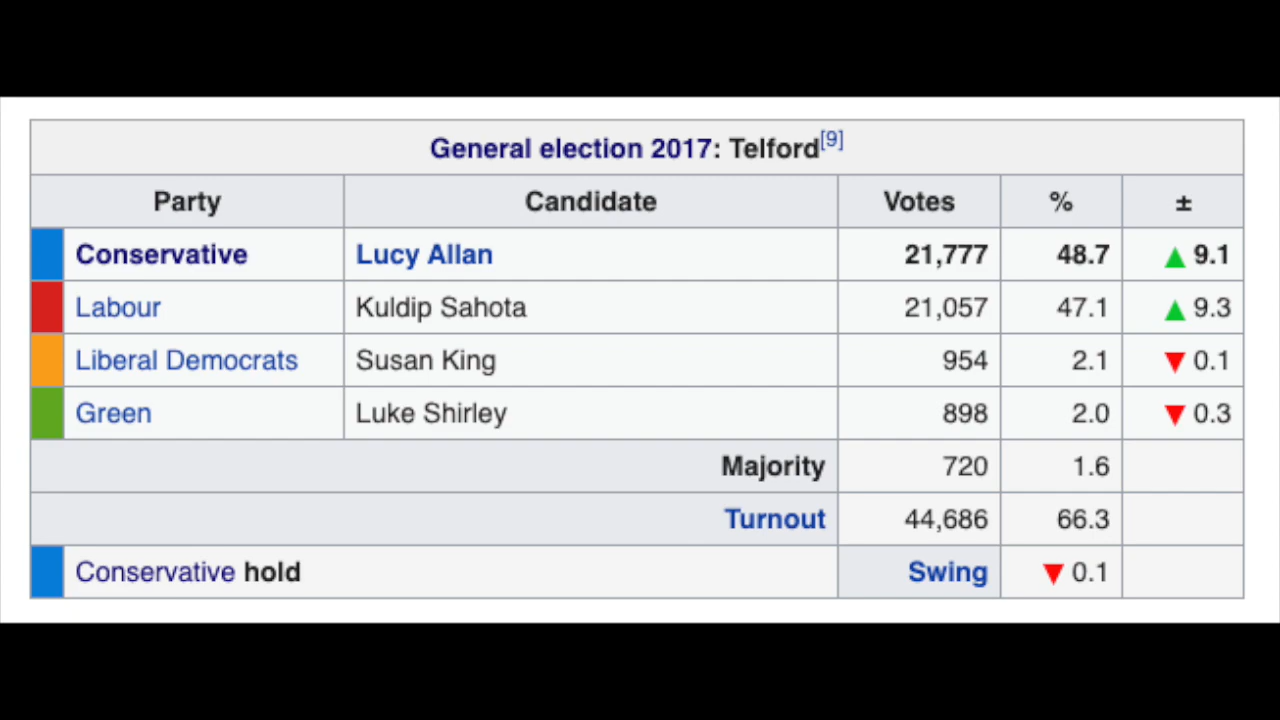 General election 2017: Telford[9]
Party Candidate Votes % ±
Conservative Lucy Allan 21,777 48.7 ▲ 9.1
Labour Kuldip Sahota 21,057 47.1 ▲ 9.3
Liberal Democrats Susan King 954 2.1 ▼ 0.1
Green Luke Shirley 898 2.0 ▼ 0.3
Majority 720 1.6
Turnout 44,686 66.3
Conservative hold Swing ▼ 0.1